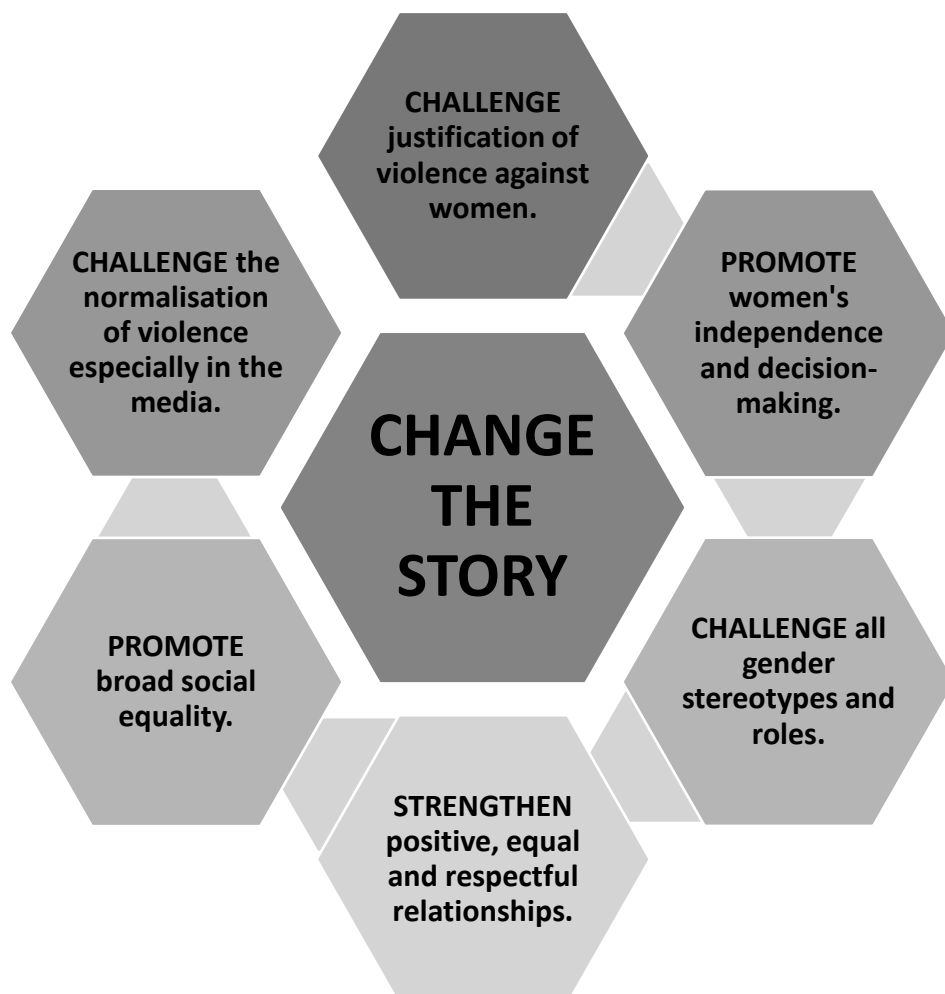 CHALLENGE
justification of
violence against
women.
PROMOTE
women's
independence
and decision-
making.
CHALLENGE all
gender
stereotypes and
roles.
STRENGTHEN
positive, equal
and respectful
relationships.
PROMOTE
broad social
equality.
CHALLENGE the
normalisation
of violence
especially in the
media.
CHANGE
THE
STORY